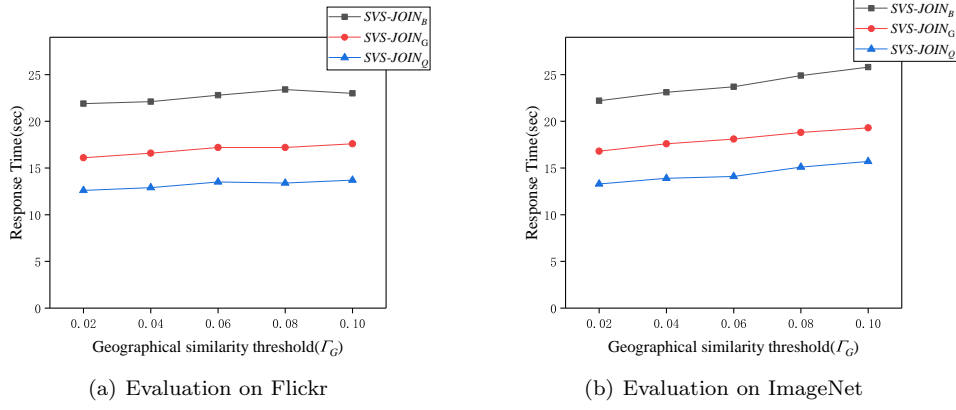 SVS-JOIN_B
SVS-JOIN_G
SVS-JOIN_Q
25
20
15
10
5
0
Response Time(sec)
0.02 0.04 0.06 0.08 0.10
Geographical similarity threshold(Γ_G)
(a) Evaluation on Flickr
SVS-JOIN_B
SVS-JOIN_G
SVS-JOIN_Q
25
20
15
10
5
0
Response Time(sec)
0.02 0.04 0.06 0.08 0.10
Geographical similarity threshold(Γ_G)
(b) Evaluation on ImageNet